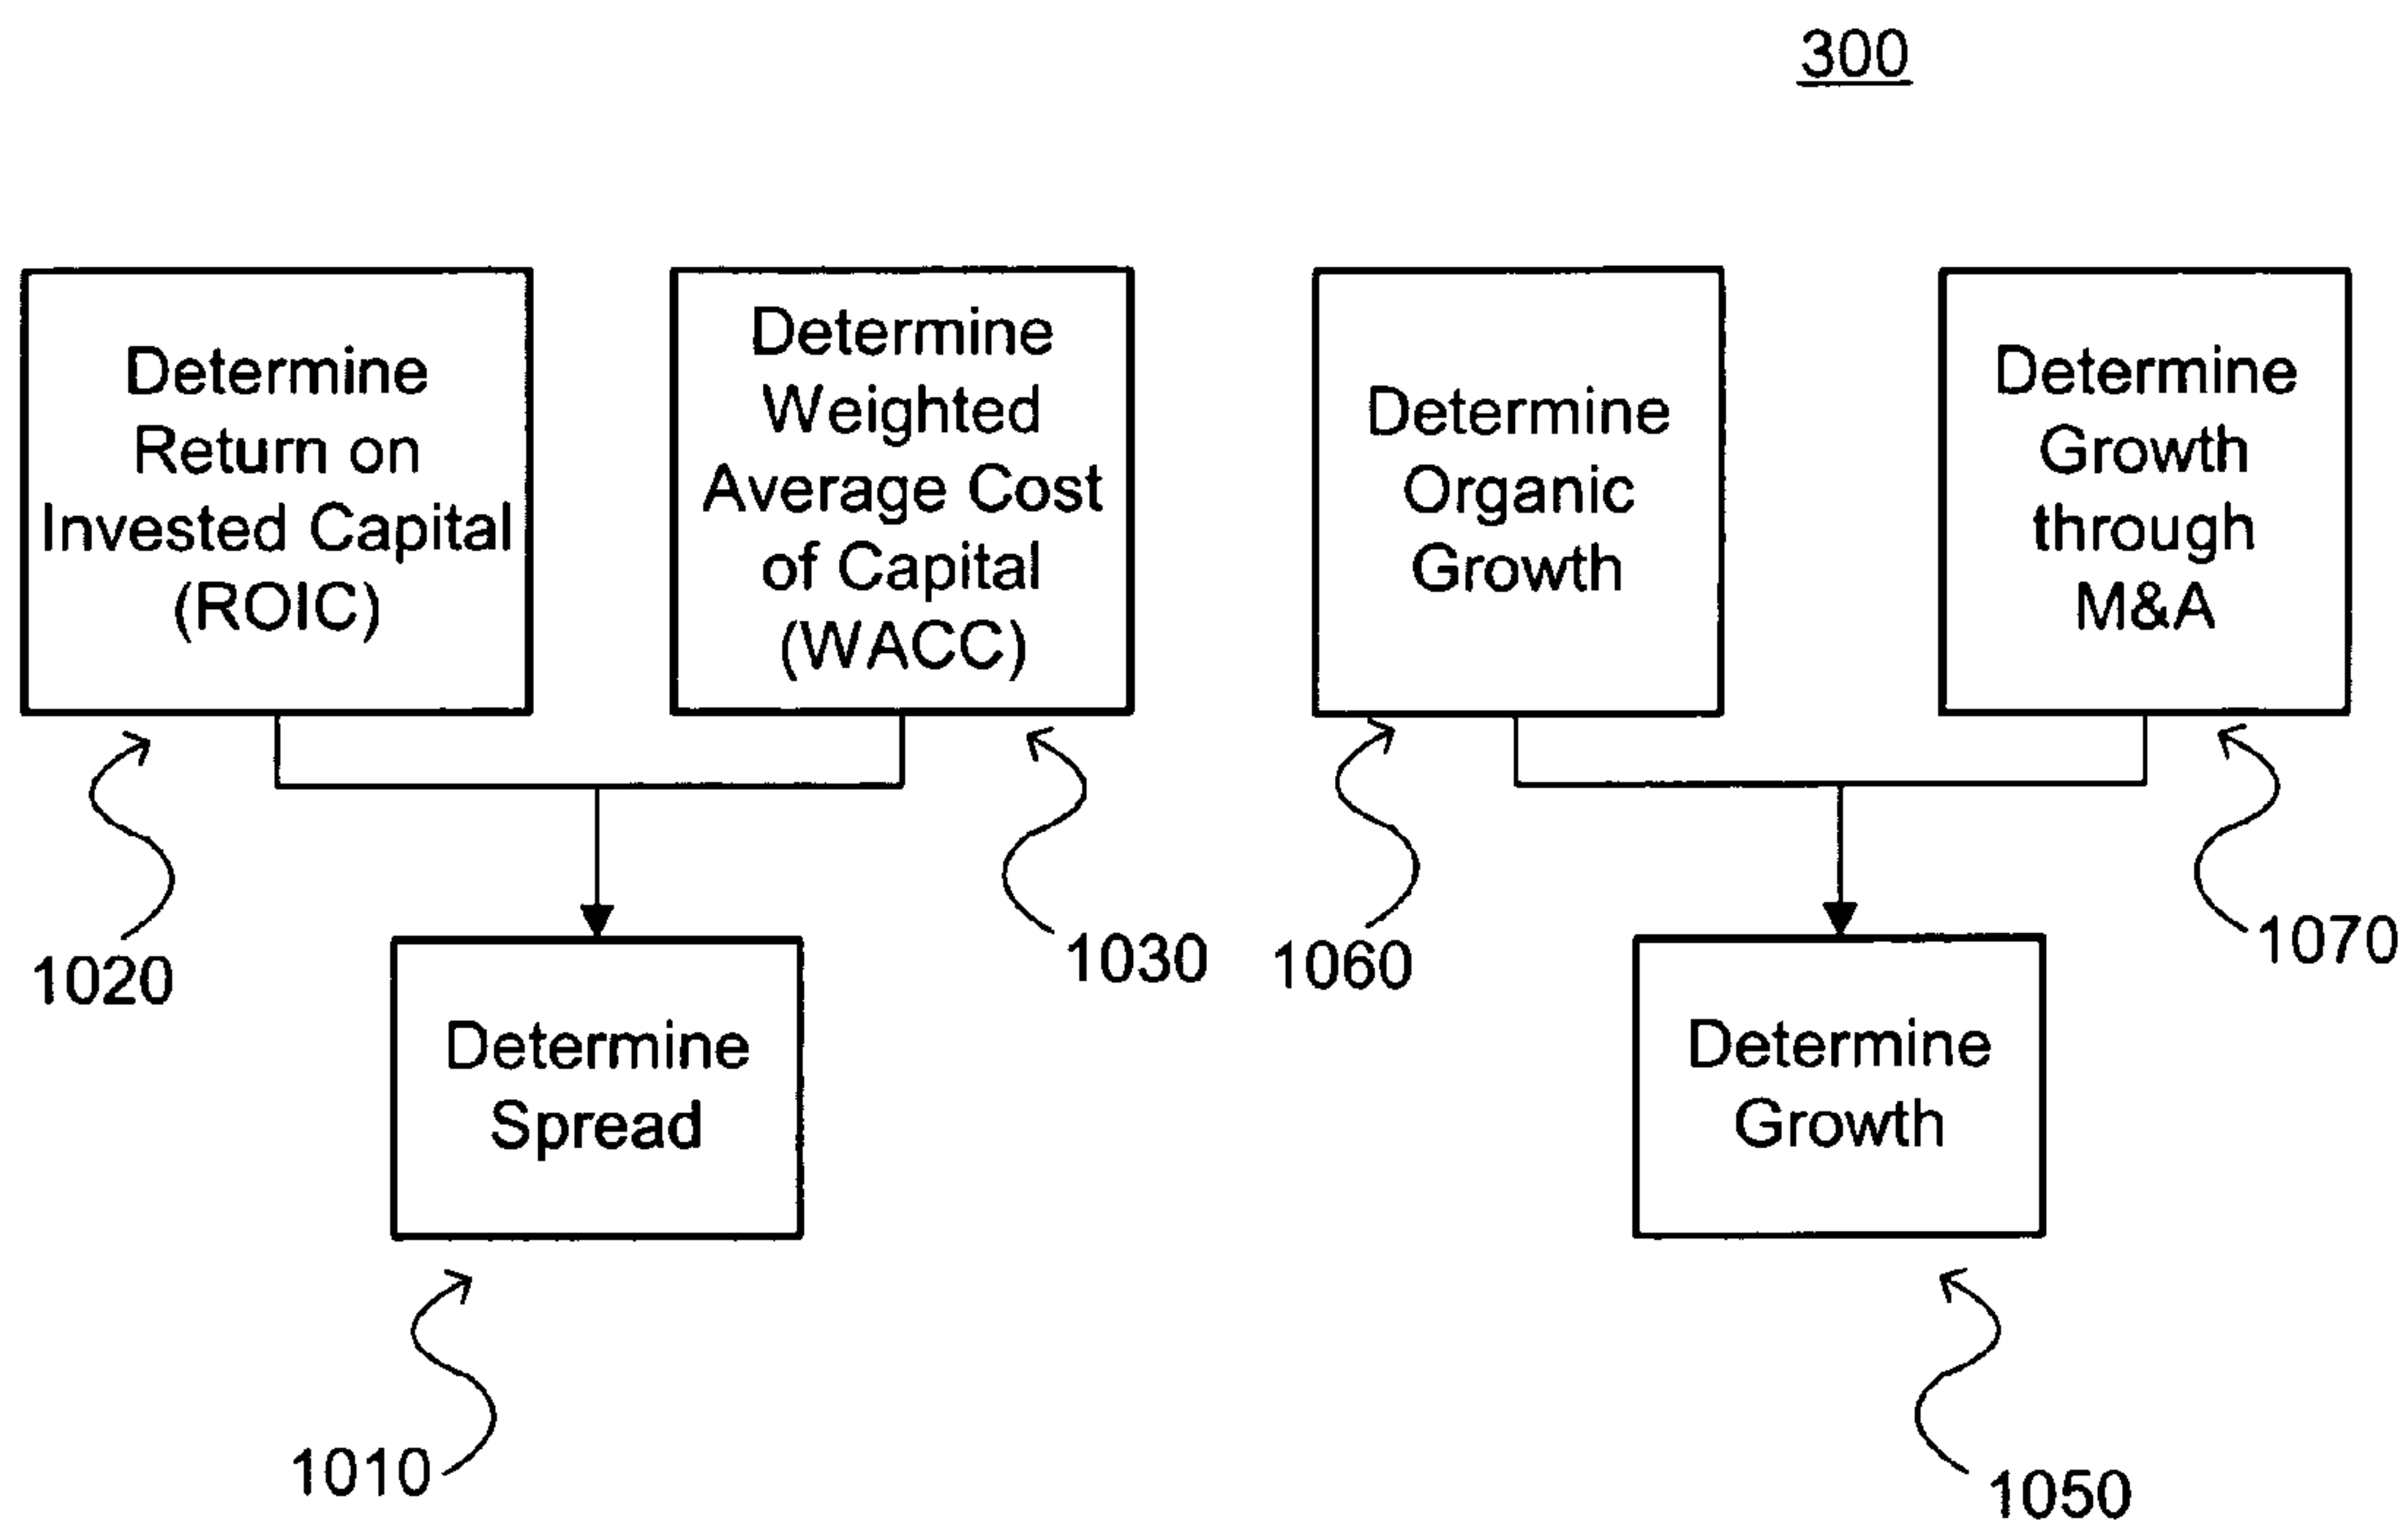 300
Determine
Return on
Invested Capital
(ROIC)
Determine
Weighted
Average Cost
of Capital
(WACC)
Determine
Organic
Growth
Determine
Growth
through
M&A
1020
1030
1060
1070
Determine
Spread
Determine
Growth
1010
1050